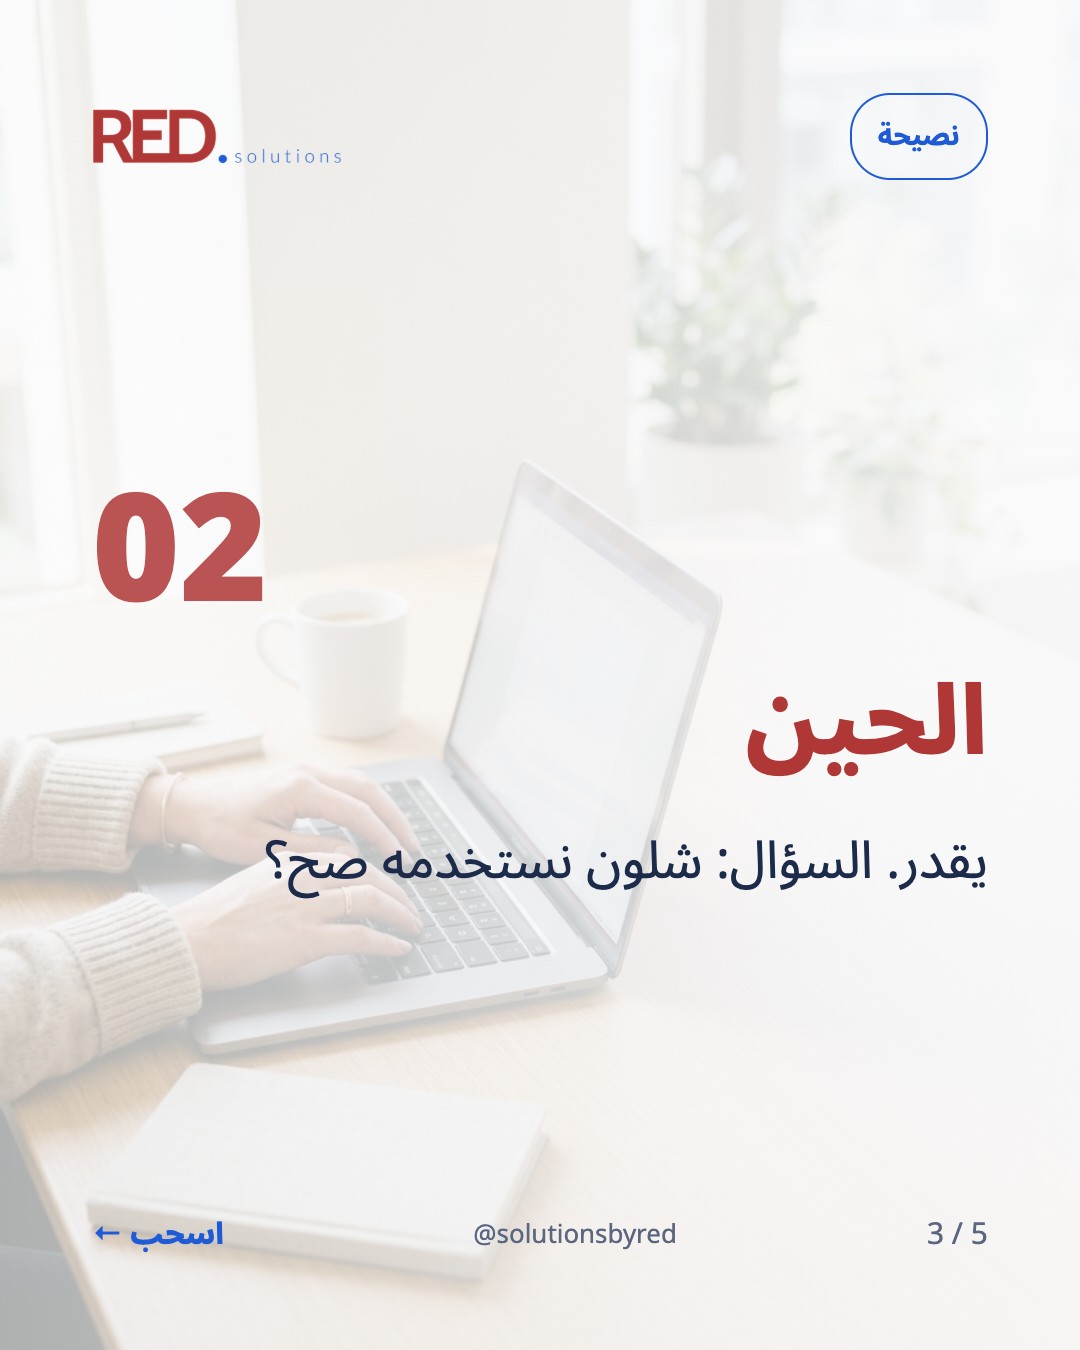 RED.solutions
نصيحة
02
الحين
يقدر. السؤال: شلون نستخدمه صح؟
اسحب ←
@solutionsbyred
3 / 5